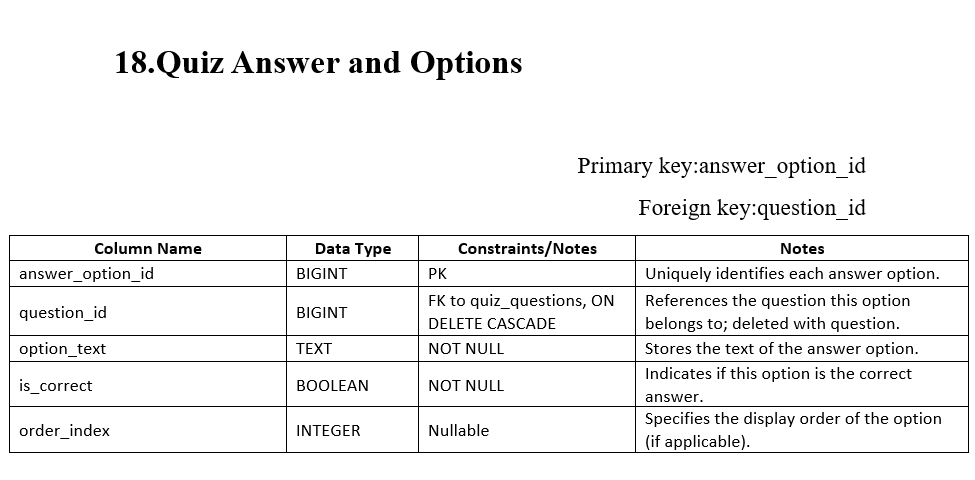 18.Quiz Answer and Options
Primary key:answer_option_id
Foreign key:question_id
Column Name Data Type Constraints/Notes Notes
answer_option_id BIGINT PK Uniquely identifies each answer option.
question_id BIGINT FK to quiz_questions, ON DELETE CASCADE References the question this option belongs to; deleted with question.
option_text TEXT NOT NULL Stores the text of the answer option.
is_correct BOOLEAN NOT NULL Indicates if this option is the correct answer.
order_index INTEGER Nullable Specifies the display order of the option (if applicable).